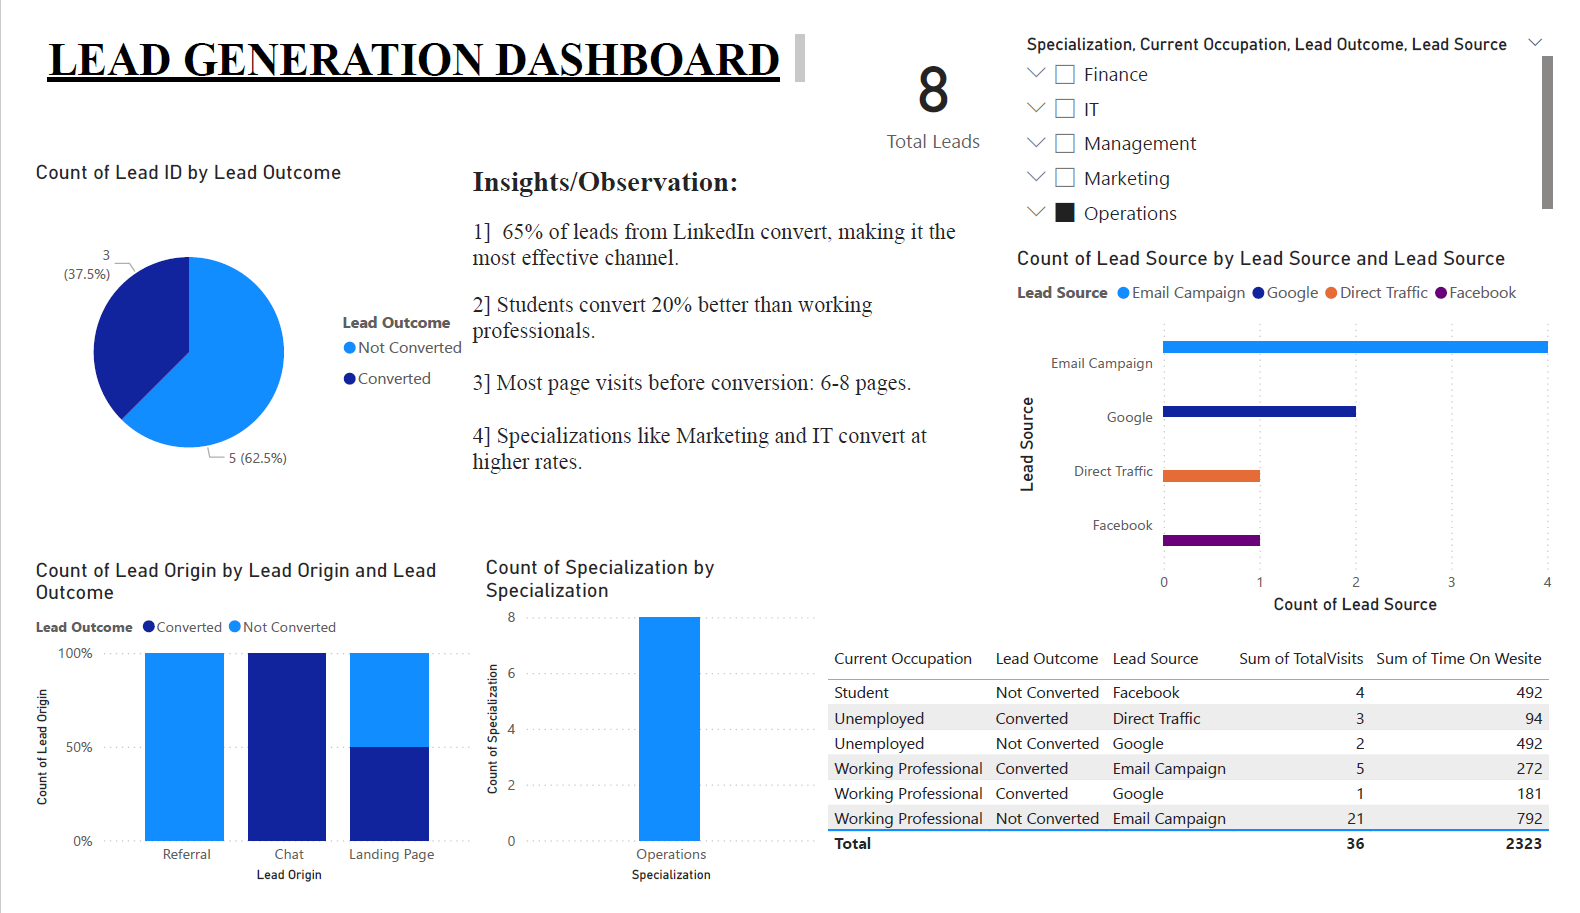 LEAD GENERATION DASHBOARD
8
Total Leads
Specialization, Current Occupation, Lead Outcome, Lead Source
Finance
IT
Management
Marketing
Operations
Count of Lead ID by Lead Outcome
3
(37.5%)
5 (62.5%)
Lead Outcome
Not Converted
Converted
Insights/Observation:
1]  65% of leads from LinkedIn convert, making it the
most effective channel.
2] Students convert 20% better than working
professionals.
3] Most page visits before conversion: 6-8 pages.
4] Specializations like Marketing and IT convert at
higher rates.
Count of Lead Source by Lead Source and Lead Source
Lead Source Email Campaign Google Direct Traffic Facebook
Lead Source
Email Campaign
Google
Direct Traffic
Facebook
0 1 2 3 4
Count of Lead Source
Count of Lead Origin by Lead Origin and Lead
Outcome
Lead Outcome Converted Not Converted
Count of Lead Origin
100%
50%
0%
Referral Chat Landing Page
Lead Origin
Count of Specialization by
Specialization
Count of Specialization
8
6
4
2
0
Operations
Specialization
Current Occupation Lead Outcome Lead Source Sum of TotalVisits Sum of Time On Wesite
Student Not Converted Facebook 4 492
Unemployed Converted Direct Traffic 3 94
Unemployed Not Converted Google 2 492
Working Professional Converted Email Campaign 5 272
Working Professional Converted Google 1 181
Working Professional Not Converted Email Campaign 21 792
Total 36 2323